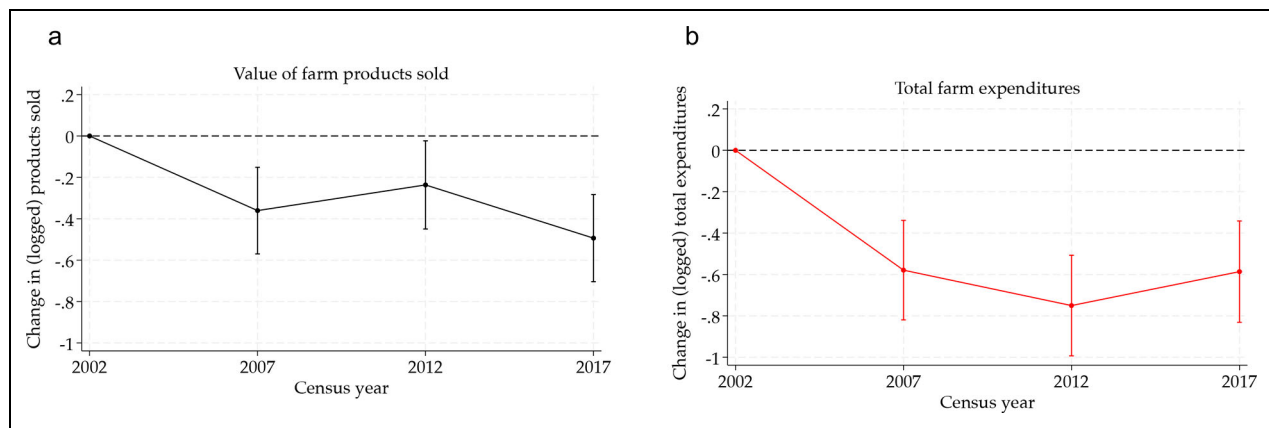 a
Value of farm products sold
Change in (logged) products sold
.2
0
-.2
-.4
-.6
-.8
-1
2002 2007 2012 2017
Census year
b
Total farm expenditures
Change in (logged) total expenditures
.2
0
-.2
-.4
-.6
-.8
-1
2002 2007 2012 2017
Census year